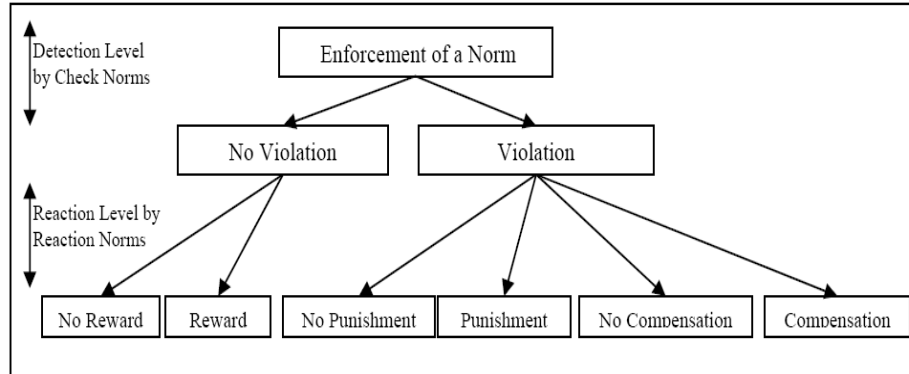 Detection Level
by Check Norms
Enforcement of a Norm
No Violation
Violation
Reaction Level by
Reaction Norms
No Reward
Reward
No Punishment
Punishment
No Compensation
Compensation